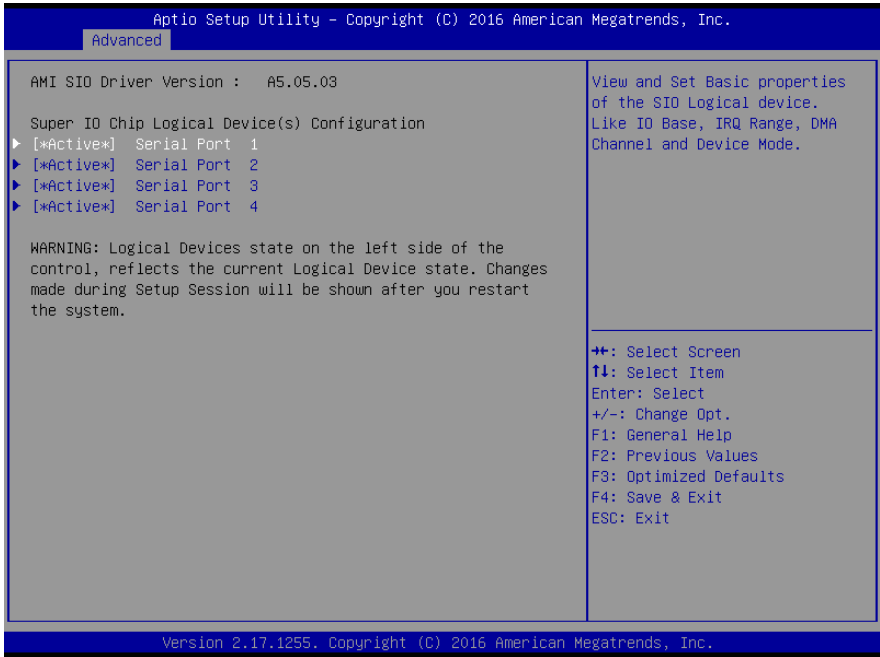 Aptio Setup Utility – Copyright (C) 2016 American Megatrends, Inc.
Advanced
AMI SIO Driver Version :   A5.05.03
Super IO Chip Logical Device(s) Configuration
[*Active*]  Serial Port  1
[*Active*]  Serial Port  2
[*Active*]  Serial Port  3
[*Active*]  Serial Port  4
WARNING: Logical Devices state on the left side of the
control, reflects the current Logical Device state. Changes
made during Setup Session will be shown after you restart
the system.
View and Set Basic properties
of the SIO Logical device.
Like IO Base, IRQ Range, DMA
Channel and Device Mode.
→←: Select Screen
↑↓: Select Item
Enter: Select
+/-: Change Opt.
F1: General Help
F2: Previous Values
F3: Optimized Defaults
F4: Save & Exit
ESC: Exit
Version 2.17.1255. Copyright (C) 2016 American Megatrends, Inc.